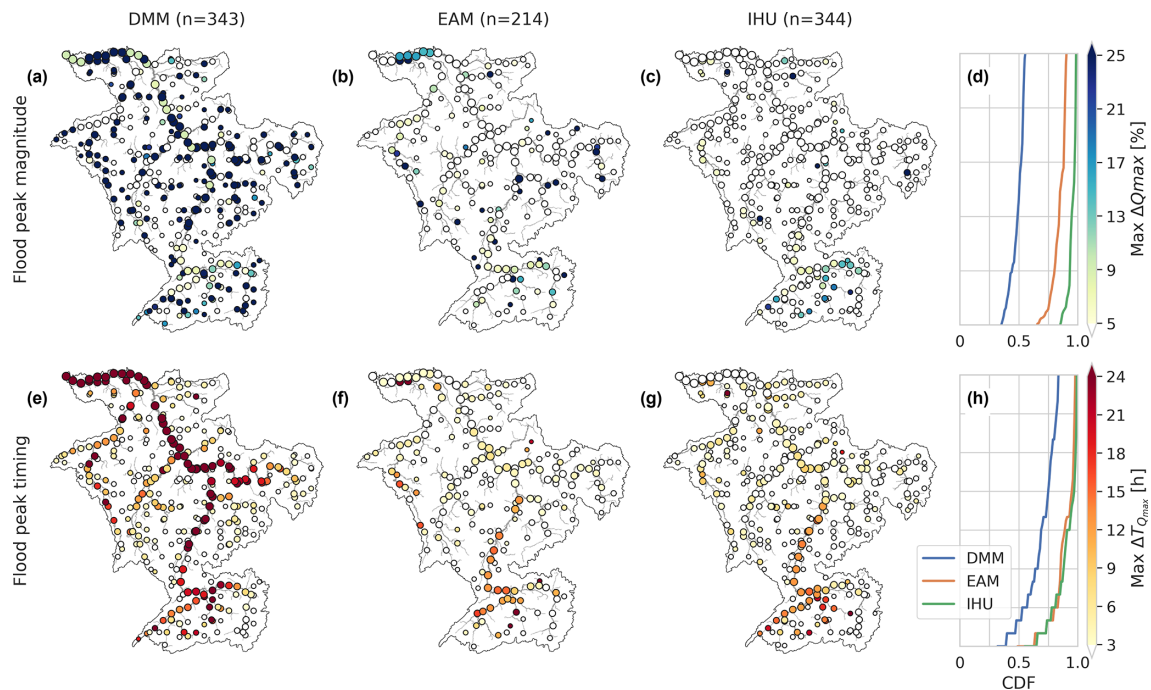 DMM (n=343)
EAM (n=214)
IHU (n=344)
Flood peak magnitude
(a)
(b)
(c)
(d)
0
0.5
1.0
25
21
17
13
9
5
Max ΔQmax [%]
Flood peak timing
(e)
(f)
(g)
(h)
DMM
EAM
IHU
0
0.5
1.0
CDF
24
21
18
15
12
9
6
3
Max ΔT_{Qmax} [h]